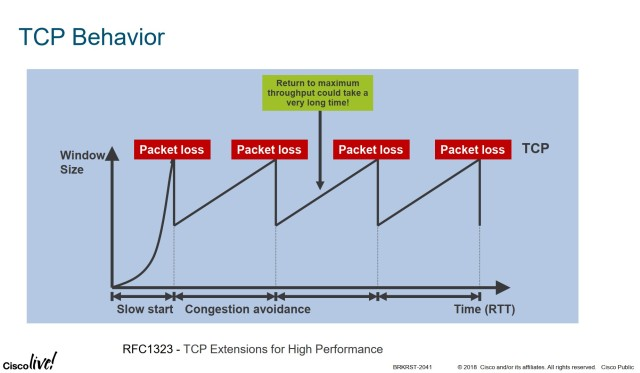 TCP Behavior
Return to maximum
throughput could take a
very long time!
Packet loss
Packet loss
Packet loss
Packet loss
TCP
Window
Size
Slow start
Congestion avoidance
Time (RTT)
RFC1323 - TCP Extensions for High Performance
Cisco live!
BRKRST-2041
© 2018 Cisco and/or its affiliates. All rights reserved. Cisco Public